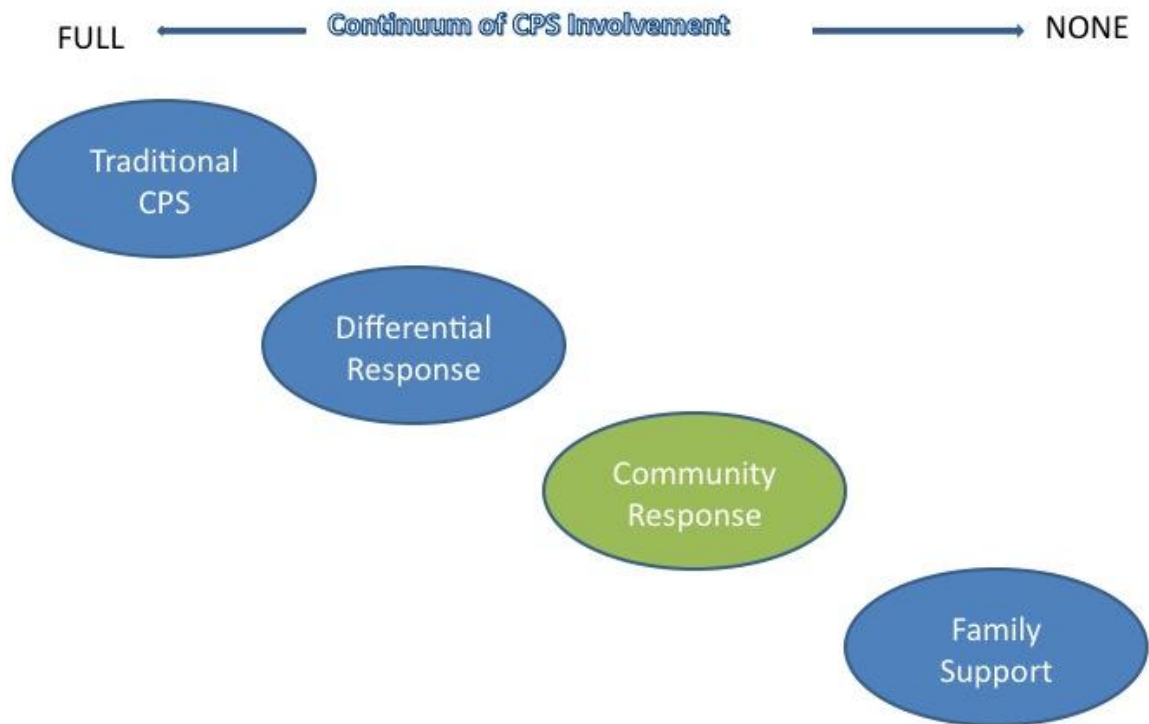 Continuum of CPS Involvement
FULL
NONE
Traditional
CPS
Differential
Response
Community
Response
Family
Support